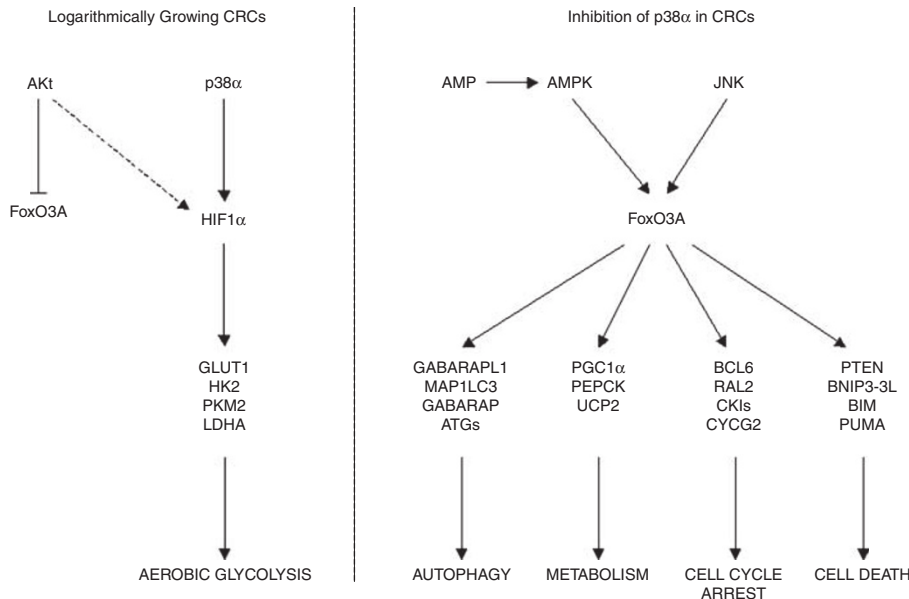 Logarithmically Growing CRCs
AKt
p38α
FoxO3A
HIF1α
GLUT1
HK2
PKM2
LDHA
AEROBIC GLYCOLYSIS
Inhibition of p38α in CRCs
AMP
AMPK
JNK
FoxO3A
GABARAPL1
MAP1LC3
GABARAP
ATGs
PGC1α
PEPCK
UCP2
BCL6
RAL2
CKIs
CYCG2
PTEN
BNIP3-3L
BIM
PUMA
AUTOPHAGY
METABOLISM
CELL CYCLE
ARREST
CELL DEATH